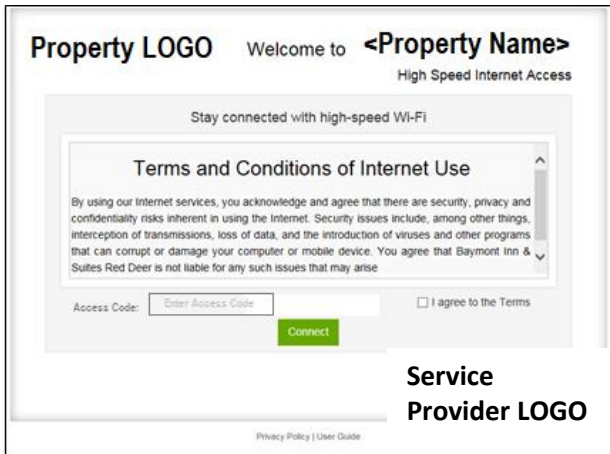 Property LOGO Welcome to <Property Name>
High Speed Internet Access
Stay connected with high-speed Wi-Fi
Terms and Conditions of Internet Use
By using our Internet services, you acknowledge and agree that there are security, privacy and
confidentiality risks inherent in using the Internet. Security issues include, among other things,
interception of transmissions, loss of data, and the introduction of viruses and other programs
that can corrupt or damage your computer or mobile device. You agree that Baymont Inn &
Suites Red Deer is not liable for any such issues that may arise
Access Code: Enter Access Code I agree to the Terms
Connect
Service
Provider LOGO
Privacy Policy | User Guide